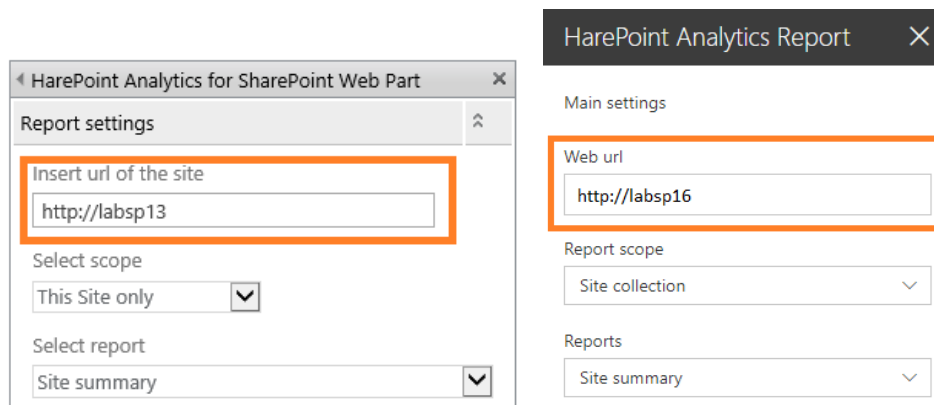 HarePoint Analytics for SharePoint Web Part
Report settings
Insert url of the site
http://labsp13
Select scope
This Site only
Select report
Site summary
HarePoint Analytics Report
Main settings
Web url
http://labsp16
Report scope
Site collection
Reports
Site summary